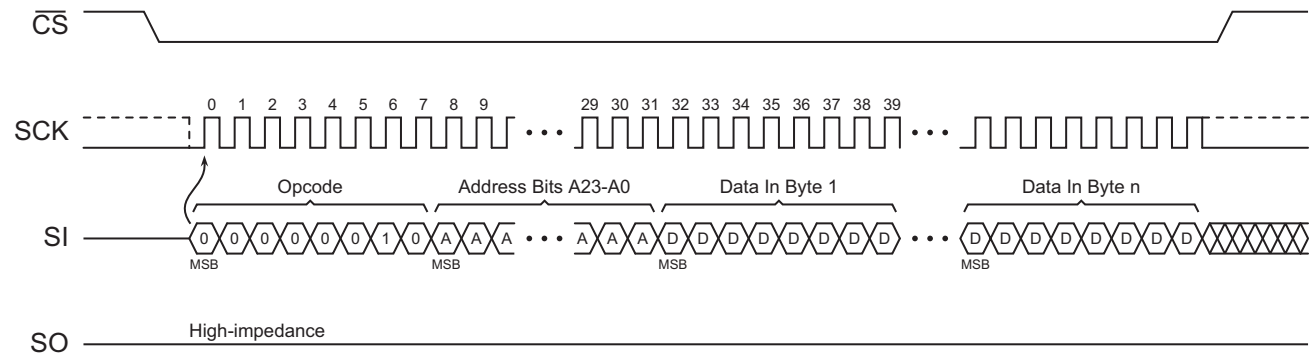 CS
0 1 2 3 4 5 6 7 8 9 29 30 31 32 33 34 35 36 37 38 39
SCK
Opcode Address Bits A23-A0 Data In Byte 1 Data In Byte n
SI 0 0 0 0 0 0 1 0 A A A A A A D D D D D D D D D D D D D D D D
MSB MSB MSB MSB
High-impedance
SO